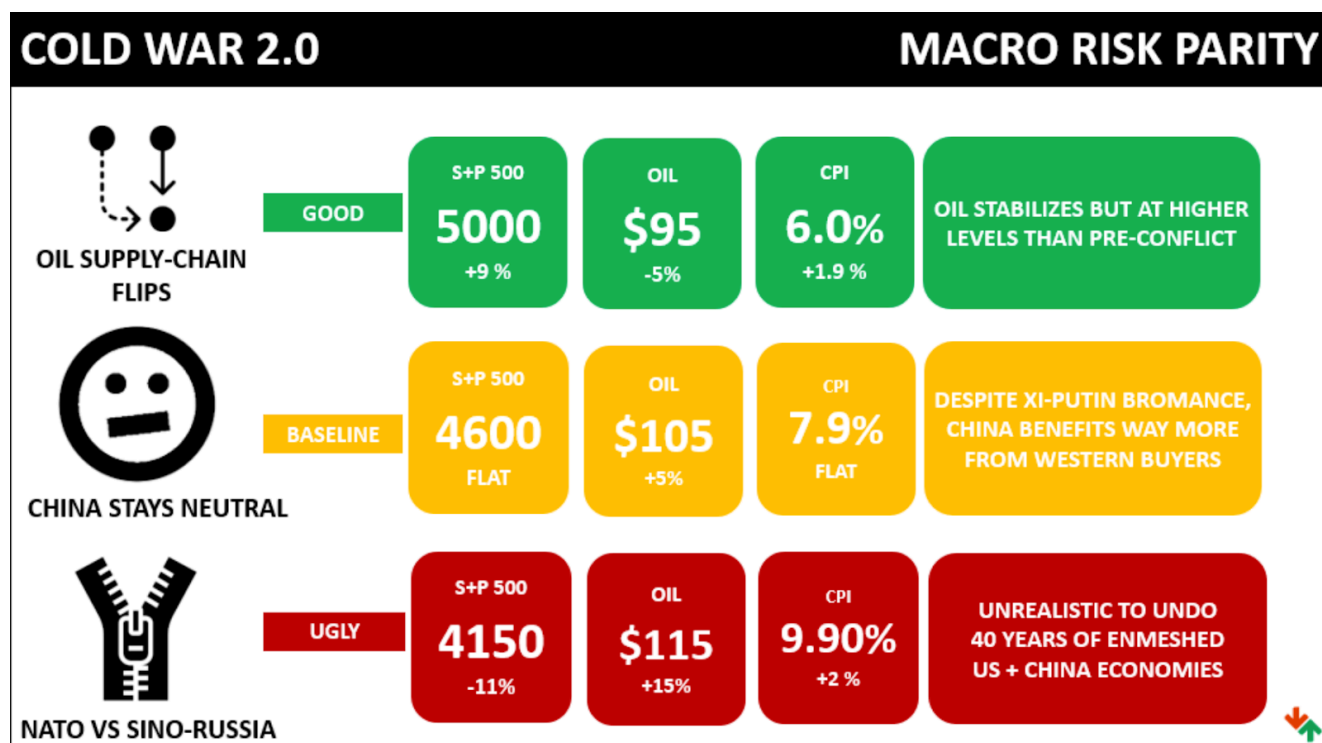 COLD WAR 2.0
MACRO RISK PARITY
OIL SUPPLY-CHAIN
FLIPS
GOOD
S+P 500
5000
+9 %
OIL
$95
-5%
CPI
6.0%
+1.9 %
OIL STABILIZES BUT AT HIGHER
LEVELS THAN PRE-CONFLICT
CHINA STAYS NEUTRAL
BASELINE
S+P 500
4600
FLAT
OIL
$105
+5%
CPI
7.9%
FLAT
DESPITE XI-PUTIN BROMANCE,
CHINA BENEFITS WAY MORE
FROM WESTERN BUYERS
NATO VS SINO-RUSSIA
UGLY
S+P 500
4150
-11%
OIL
$115
+15%
CPI
9.90%
+2 %
UNREALISTIC TO UNDO
40 YEARS OF ENMESHED
US + CHINA ECONOMIES